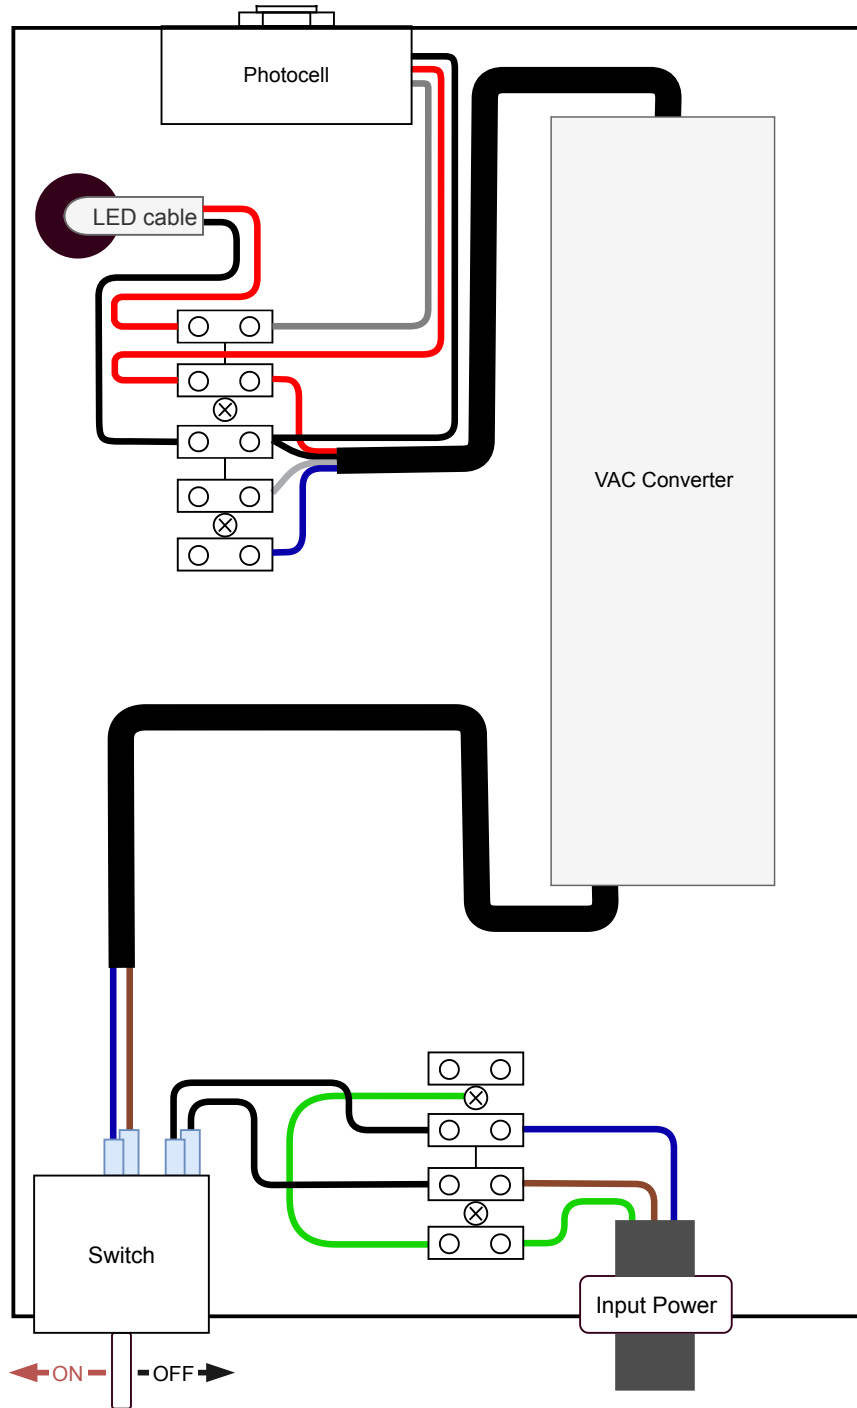 Photocell
LED cable
VAC Converter
Switch
Input Power
ON
OFF